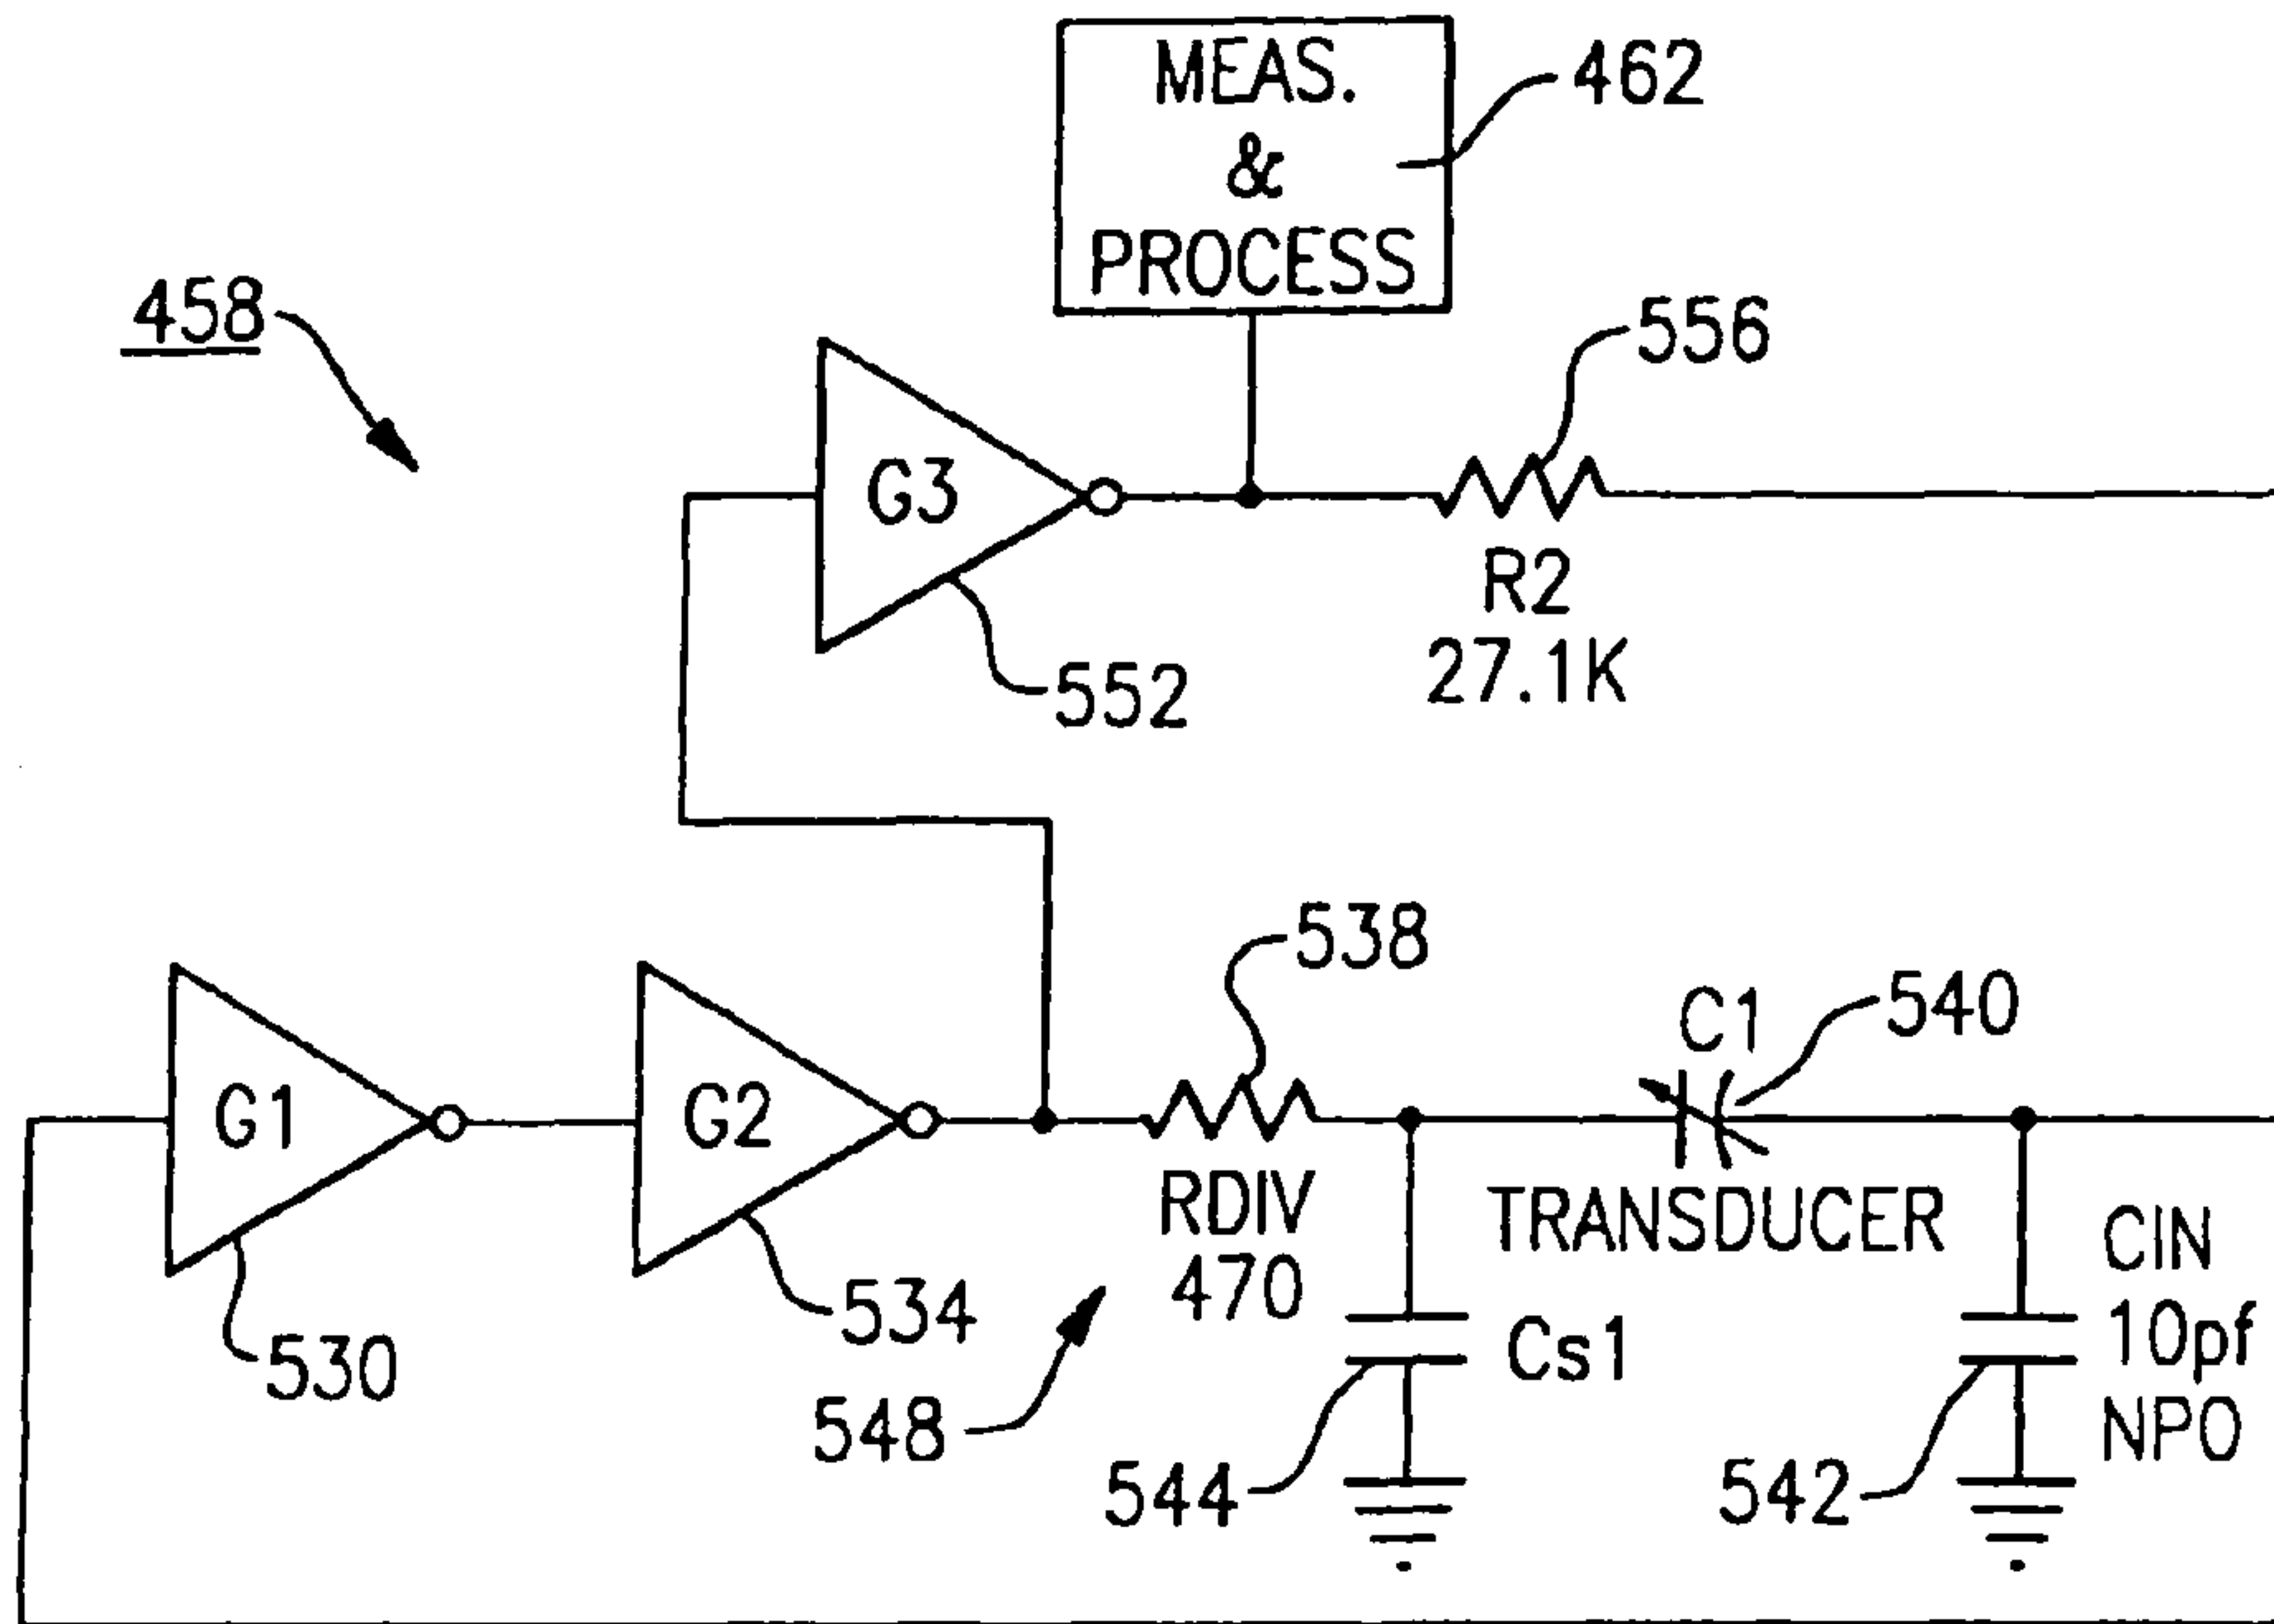 MEAS.
&
PROCESS
462
458
556
G3
R2
27.1K
552
538
C1
540
G1
G2
RDIV
470
TRANSDUCER
CIN
10pf
NPO
534
Cs1
530
548
544
542